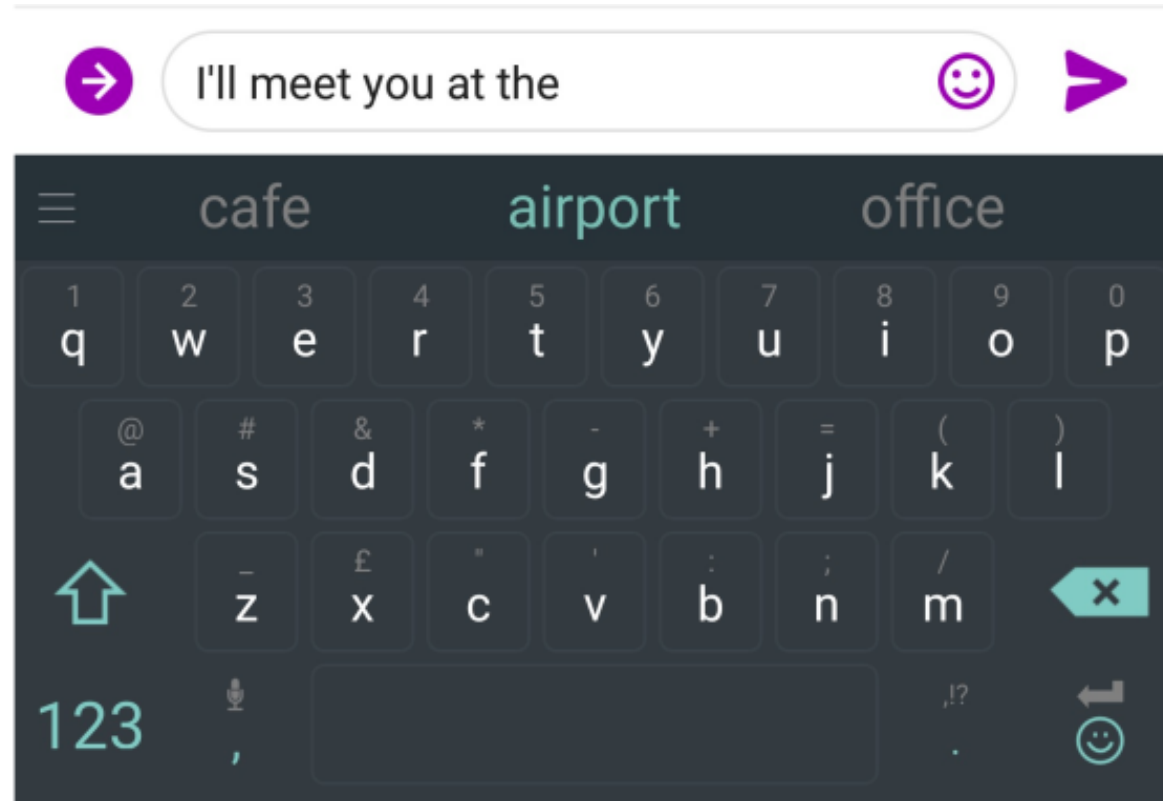 I'll meet you at the
cafe airport office
1 2 3 4 5 6 7 8 9 0
q w e r t y u i o p
@ # & * - + = ( )
a s d f g h j k l
_ £ " ' : ; /
z x c v b n m
,!?
123 , .